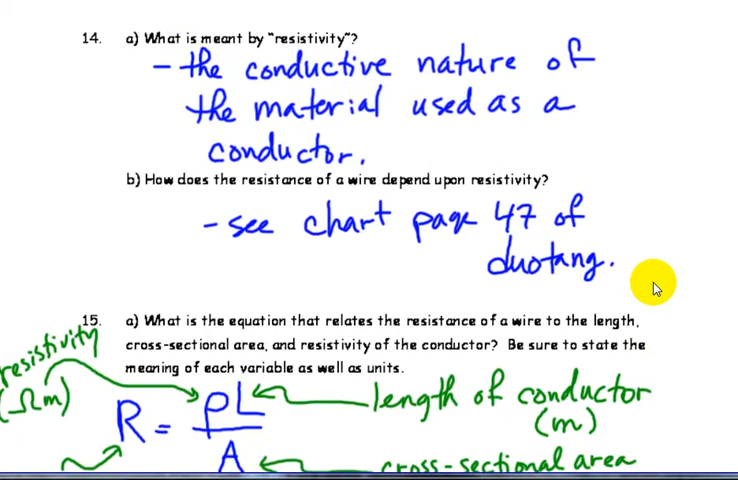 14. a) What is meant by "resistivity"?
- the conductive nature of
the material used as a
conductor.
b) How does the resistance of a wire depend upon resistivity?
- see chart page 47 of
duotang.
15. a) What is the equation that relates the resistance of a wire to the length,
cross-sectional area, and resistivity of the conductor? Be sure to state the
meaning of each variable as well as units.
resistivity
(Ωm)
R = ρL
A
length of conductor
(m)
cross-sectional area